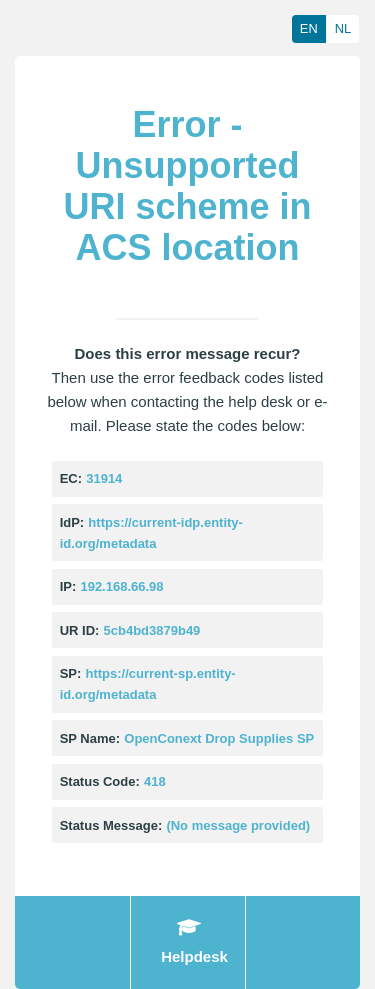 EN NL
Error -
Unsupported
URI scheme in
ACS location
Does this error message recur?
Then use the error feedback codes listed
below when contacting the help desk or e-
mail. Please state the codes below:
EC: 31914
IdP: https://current-idp.entity-
id.org/metadata
IP: 192.168.66.98
UR ID: 5cb4bd3879b49
SP: https://current-sp.entity-
id.org/metadata
SP Name: OpenConext Drop Supplies SP
Status Code: 418
Status Message: (No message provided)
Helpdesk